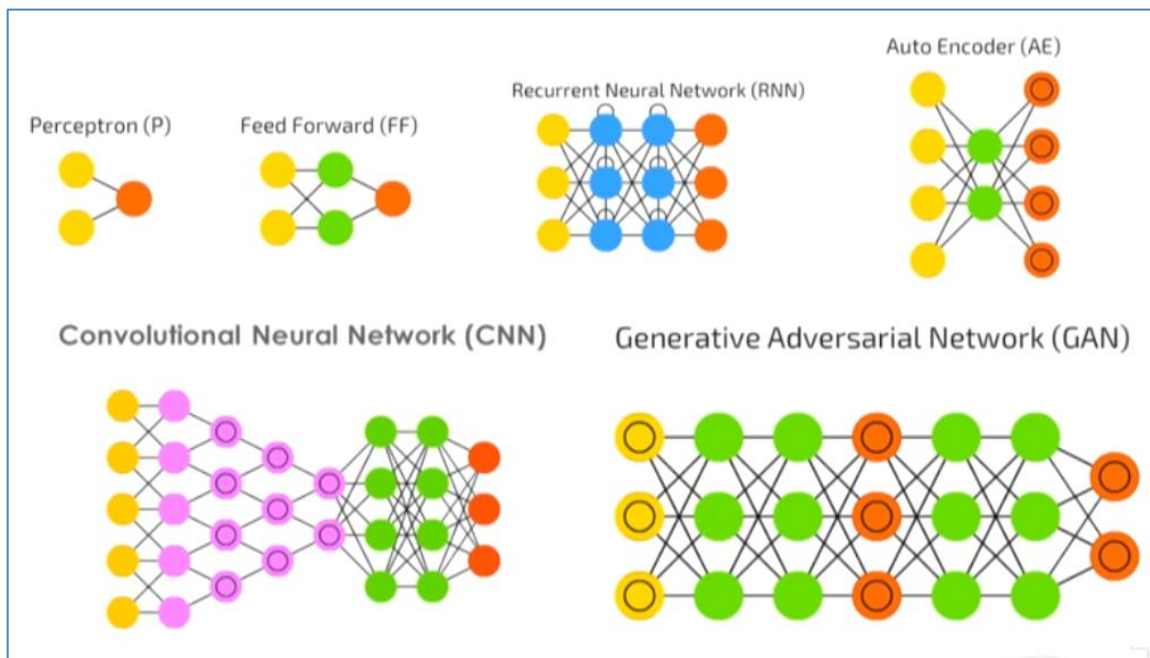 Auto Encoder (AE)
Recurrent Neural Network (RNN)
Perceptron (P)
Feed Forward (FF)
Convolutional Neural Network (CNN)
Generative Adversarial Network (GAN)